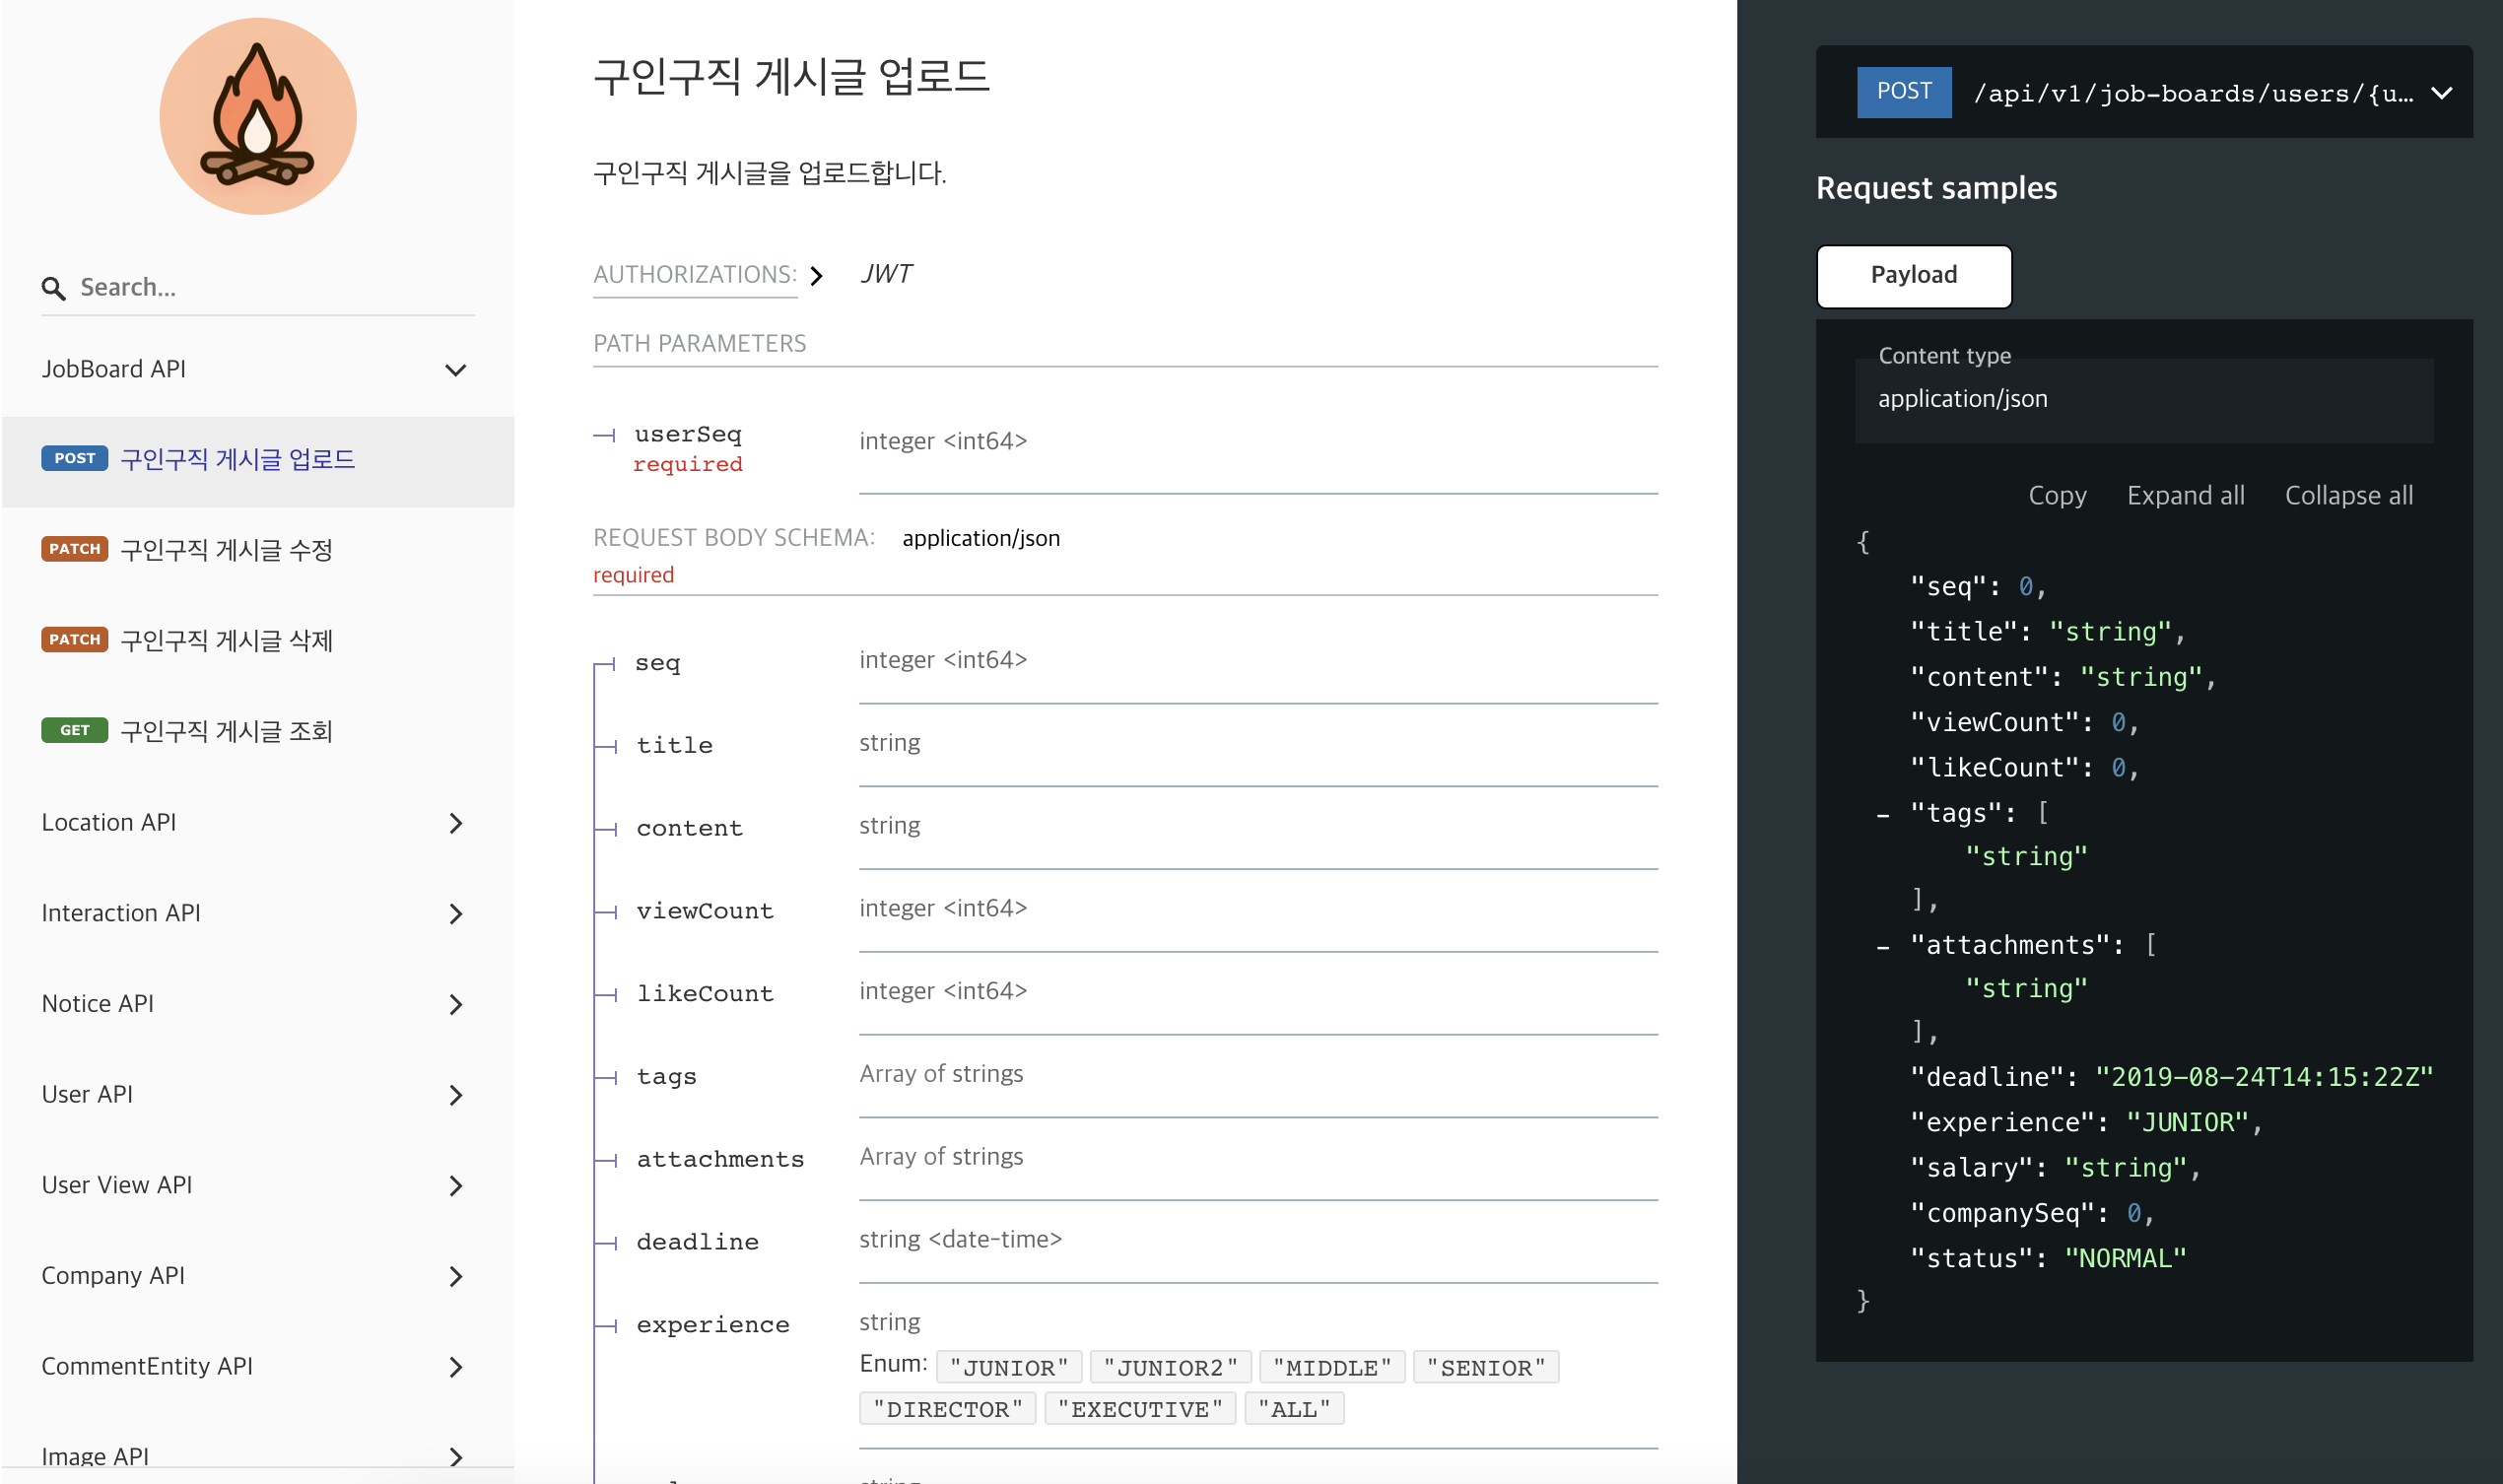 Search...
JobBoard API
POST 구인구직 게시글 업로드
PATCH 구인구직 게시글 수정
PATCH 구인구직 게시글 삭제
GET 구인구직 게시글 조회
Location API
Interaction API
Notice API
User API
User View API
Company API
CommentEntity API
Image API
구인구직 게시글 업로드
구인구직 게시글을 업로드합니다.
AUTHORIZATIONS: JWT
PATH PARAMETERS
userSeq integer <int64>
required
REQUEST BODY SCHEMA: application/json
required
seq integer <int64>
title string
content string
viewCount integer <int64>
likeCount integer <int64>
tags Array of strings
attachments Array of strings
deadline string <date-time>
experience string
Enum: "JUNIOR" "JUNIOR2" "MIDDLE" "SENIOR"
"DIRECTOR" "EXECUTIVE" "ALL"
POST /api/v1/job-boards/users/{u...
Request samples
Payload
Content type
application/json
Copy Expand all Collapse all
{
"seq": 0,
"title": "string",
"content": "string",
"viewCount": 0,
"likeCount": 0,
- "tags": [
"string"
],
- "attachments": [
"string"
],
"deadline": "2019-08-24T14:15:22Z"
"experience": "JUNIOR",
"salary": "string",
"companySeq": 0,
"status": "NORMAL"
}